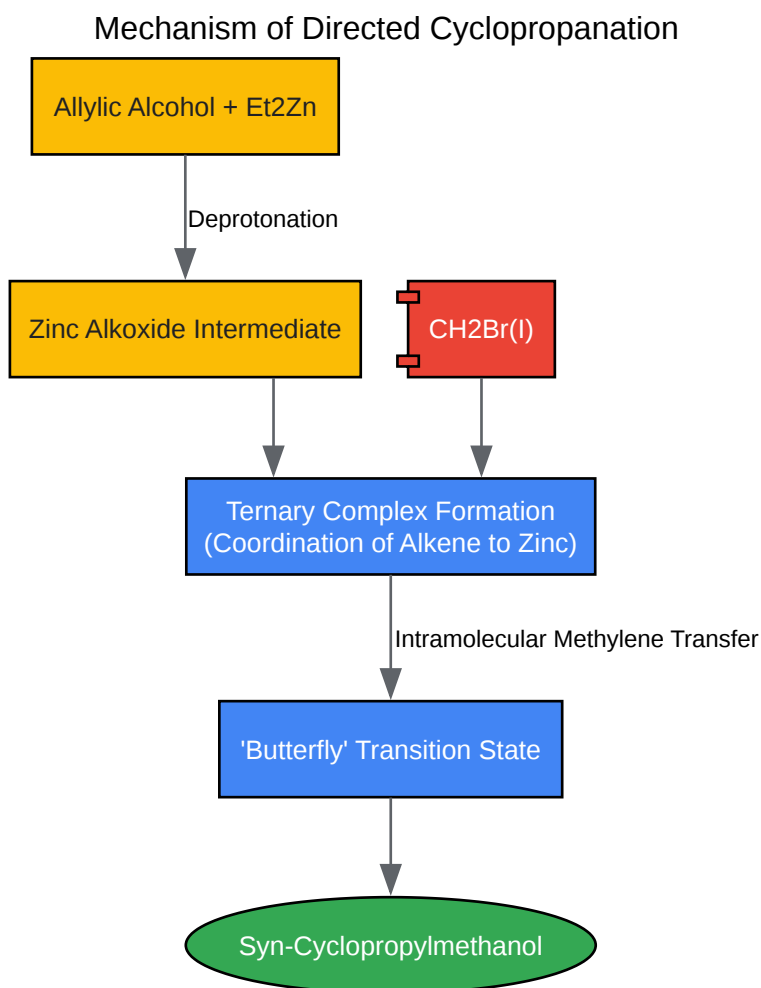 Mechanism of Directed Cyclopropanation
Allylic Alcohol + Et2Zn
Deprotonation
Zinc Alkoxide Intermediate
CH2Br(I)
Ternary Complex Formation
(Coordination of Alkene to Zinc)
Intramolecular Methylene Transfer
'Butterfly' Transition State
Syn-Cyclopropylmethanol